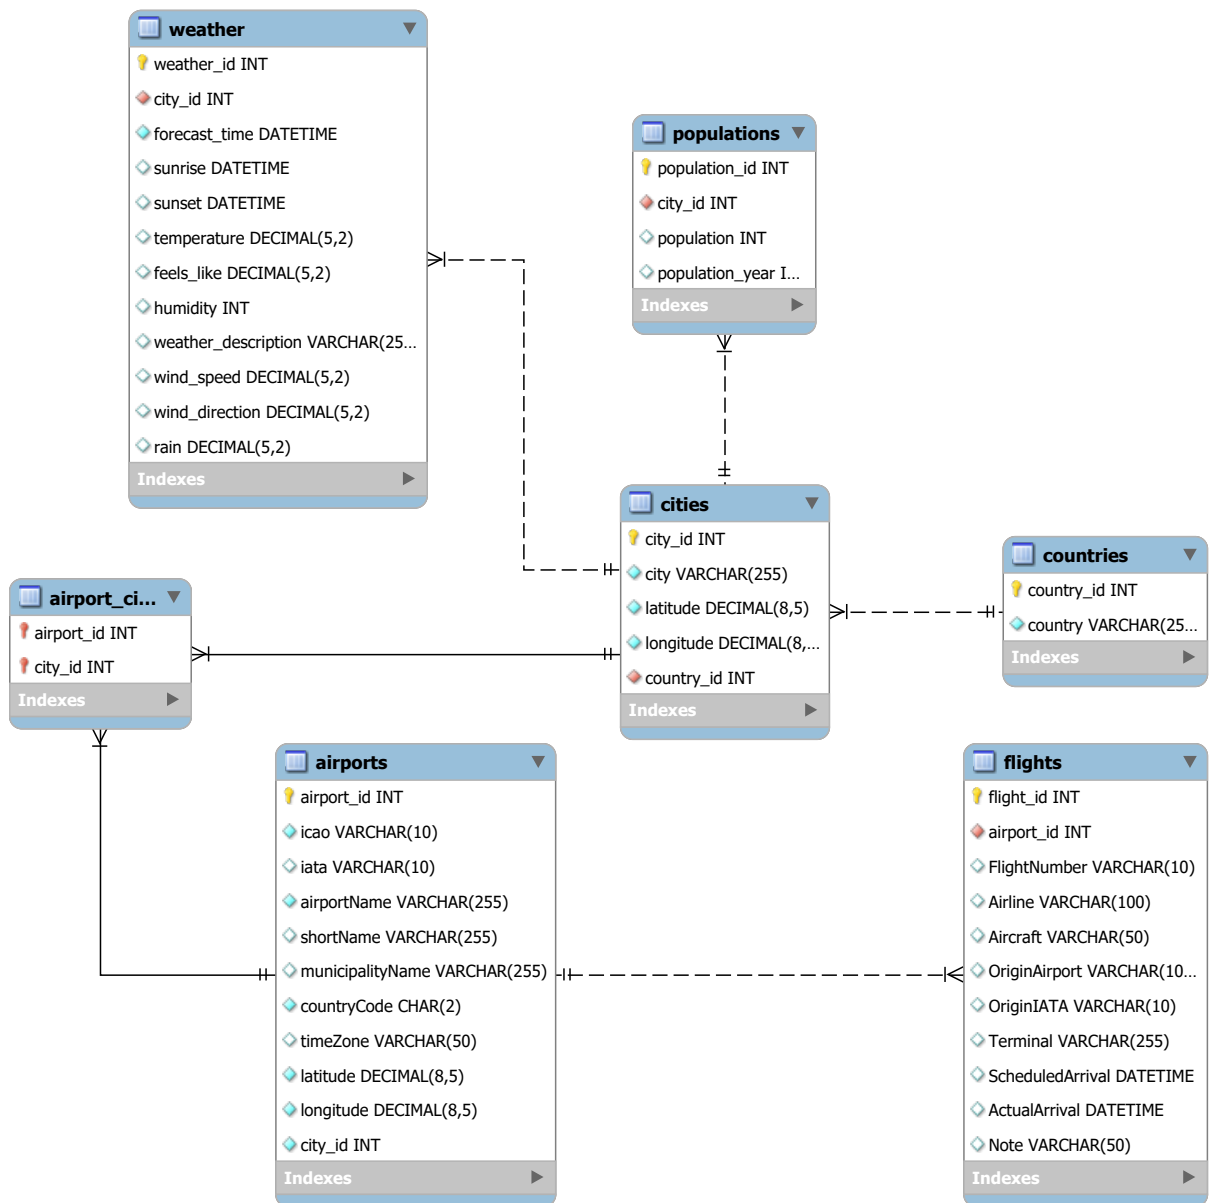 weather
weather_id INT
city_id INT
forecast_time DATETIME
sunrise DATETIME
sunset DATETIME
temperature DECIMAL(5,2)
feels_like DECIMAL(5,2)
humidity INT
weather_description VARCHAR(25...
wind_speed DECIMAL(5,2)
wind_direction DECIMAL(5,2)
rain DECIMAL(5,2)
Indexes
populations
population_id INT
city_id INT
population INT
population_year I...
Indexes
cities
city_id INT
city VARCHAR(255)
latitude DECIMAL(8,5)
longitude DECIMAL(8,...
country_id INT
Indexes
countries
country_id INT
country VARCHAR(25...
Indexes
airport_ci...
airport_id INT
city_id INT
Indexes
airports
airport_id INT
icao VARCHAR(10)
iata VARCHAR(10)
airportName VARCHAR(255)
shortName VARCHAR(255)
municipalityName VARCHAR(255)
countryCode CHAR(2)
timeZone VARCHAR(50)
latitude DECIMAL(8,5)
longitude DECIMAL(8,5)
city_id INT
Indexes
flights
flight_id INT
airport_id INT
FlightNumber VARCHAR(10)
Airline VARCHAR(100)
Aircraft VARCHAR(50)
OriginAirport VARCHAR(10...
OriginIATA VARCHAR(10)
Terminal VARCHAR(255)
ScheduledArrival DATETIME
ActualArrival DATETIME
Note VARCHAR(50)
Indexes